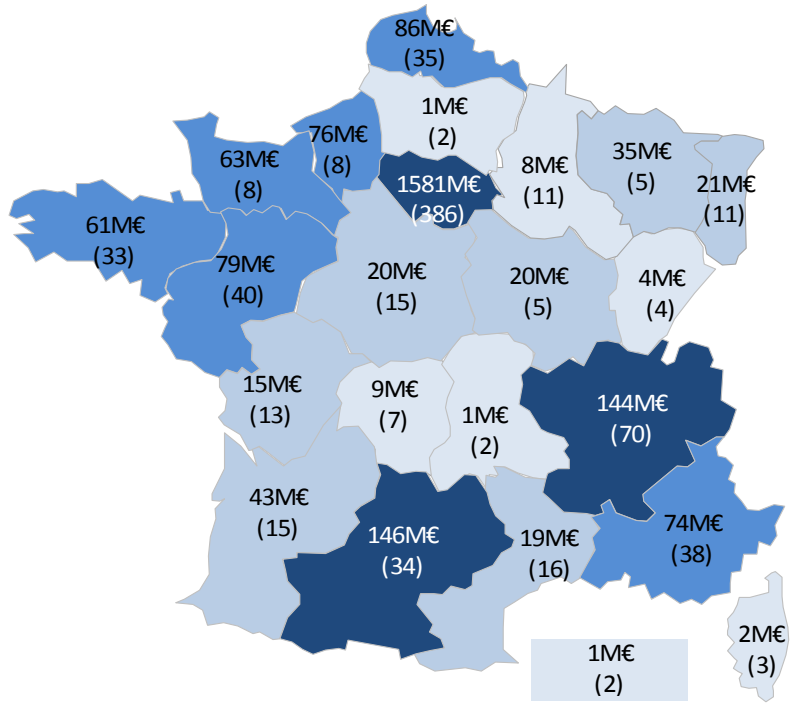 86M€
(35)
1M€
(2)
76M€
(8)
63M€
(8)
8M€
(11)
35M€
(5)
21M€
(11)
1581M€
(386)
61M€
(33)
79M€
(40)
20M€
(15)
20M€
(5)
4M€
(4)
15M€
(13)
9M€
(7)
1M€
(2)
144M€
(70)
43M€
(15)
146M€
(34)
19M€
(16)
74M€
(38)
1M€
(2)
2M€
(3)